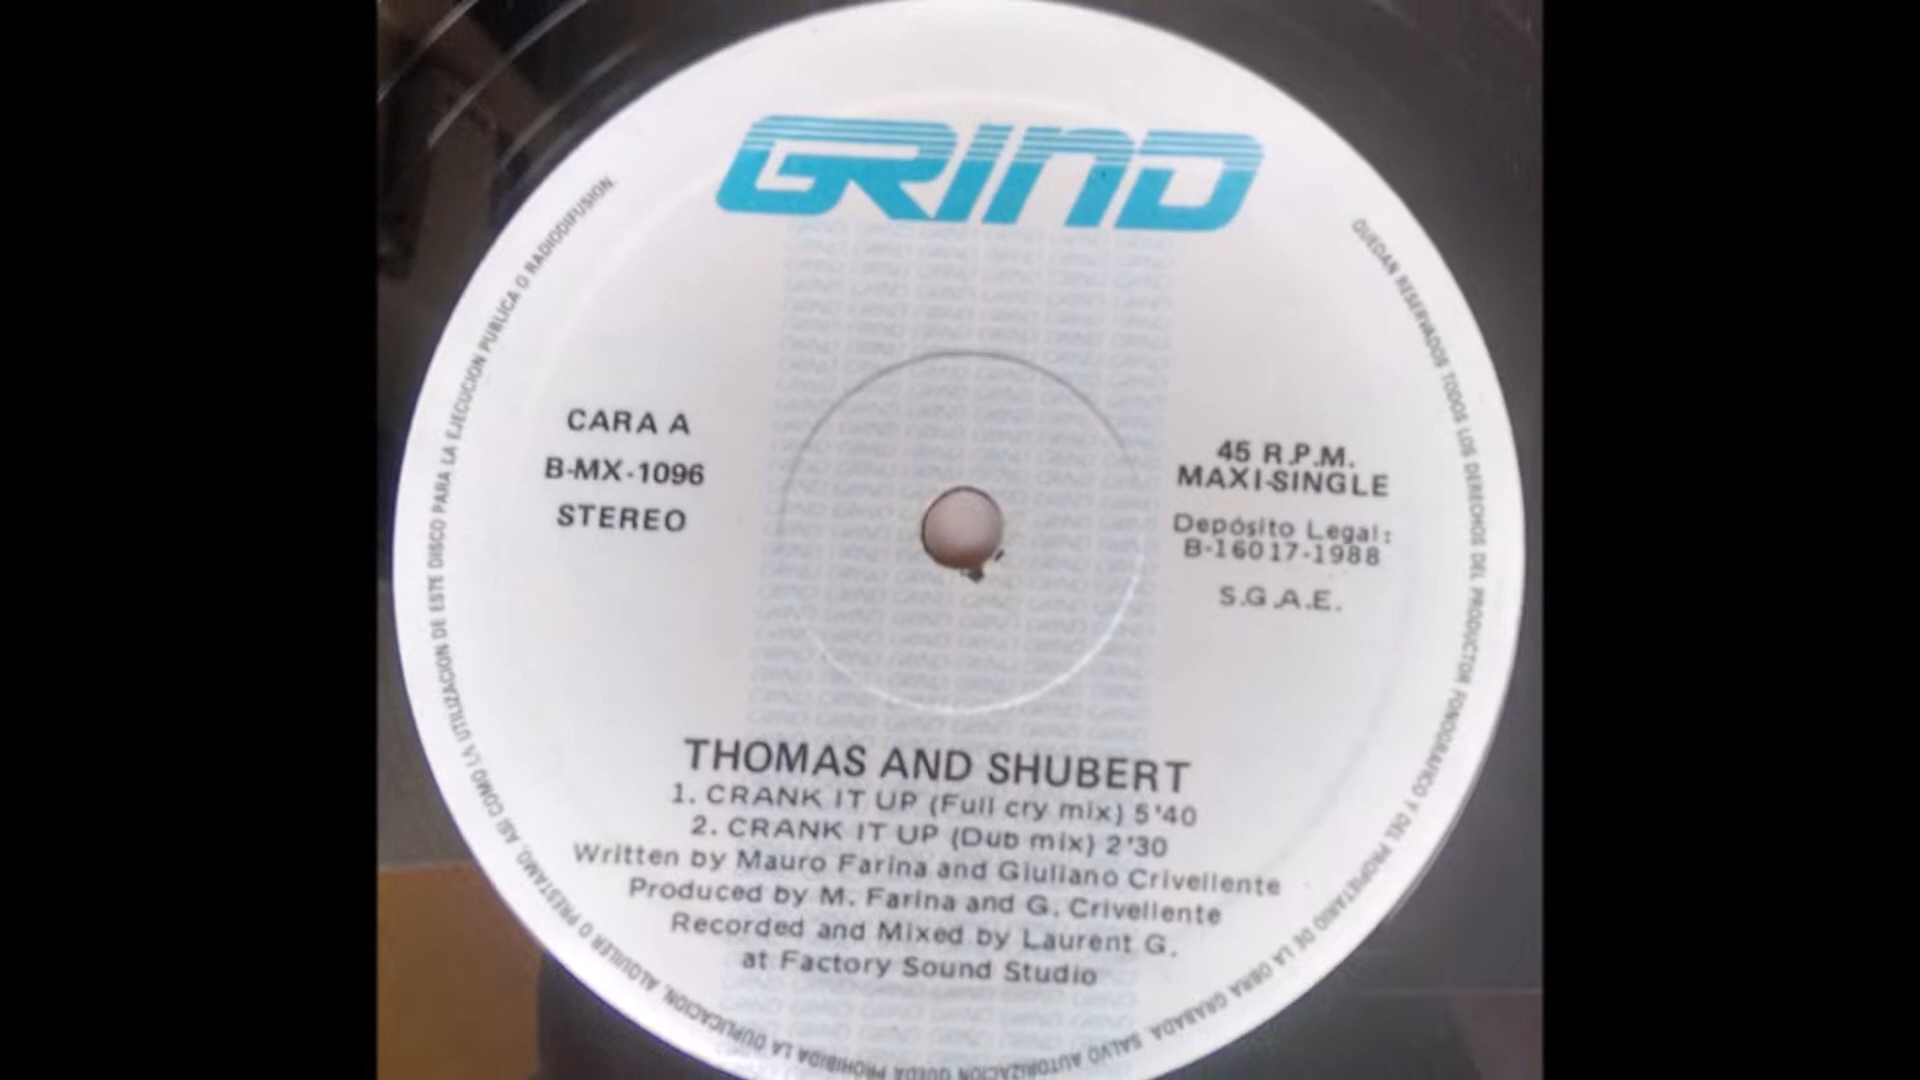 GRIND
CARA A
B-MX-1096
STEREO
45 R.P.M.
MAXI-SINGLE
Depósito Legal:
B-16017-1988
S.G.A.E.
THOMAS AND SHUBERT
1. CRANK IT UP (Full cry mix) 5'40
2. CRANK IT UP (Dub mix) 2'30
Written by Mauro Farina and Giuliano Crivellente
Produced by M. Farina and G. Crivellente
Recorded and Mixed by Laurent G.
at Factory Sound Studio
QUEDAN RESERVADOS TODOS LOS DERECHOS DEL PRODUCTOR FONOGRAFICO Y DEL PROPIETARIO DE LA OBRA GRABADA. SALVO AUTORIZACION QUEDA PROHIBIDA LA DUPLICACION, ALQUILER O PRESTAMO, ASI COMO LA UTILIZACION DE ESTE DISCO PARA LA EJECUCION PUBLICA O RADIODIFUSION.